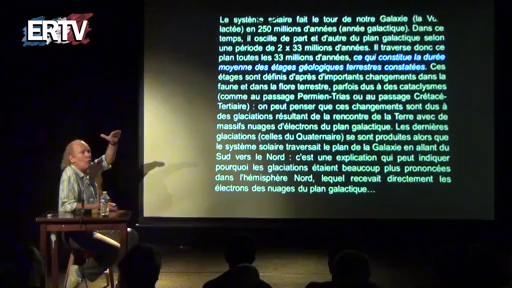 ERTV
Le système solaire fait le tour de notre Galaxie (la Voie
lactée) en 250 millions d'années (année galactique). Dans ce
temps, il oscille de part et d'autre du plan galactique selon
une période de 2 x 33 millions d'années. Il traverse donc ce
plan toutes les 33 millions d'années, ce qui constitue la durée
moyenne des étages géologiques terrestres constatée. Ces
étages sont définis d'après d'importants changements dans la
faune et dans la flore terrestre, parfois dus à des cataclysmes
(comme au passage Permien-Trias ou au passage Crétacé-
Tertiaire) : on peut penser que ces changements sont dus à
des glaciations résultant de la rencontre de la Terre avec de
massifs nuages d'électrons du plan galactique. Les dernières
glaciations (celles du Quaternaire) se sont produites alors que
le système solaire traversait le plan de la Galaxie en allant du
Sud vers le Nord : c'est une explication qui peut indiquer
pourquoi les glaciations étaient beaucoup plus prononcées
dans l'hémisphère Nord, lequel recevait directement les
électrons des nuages du plan galactique…